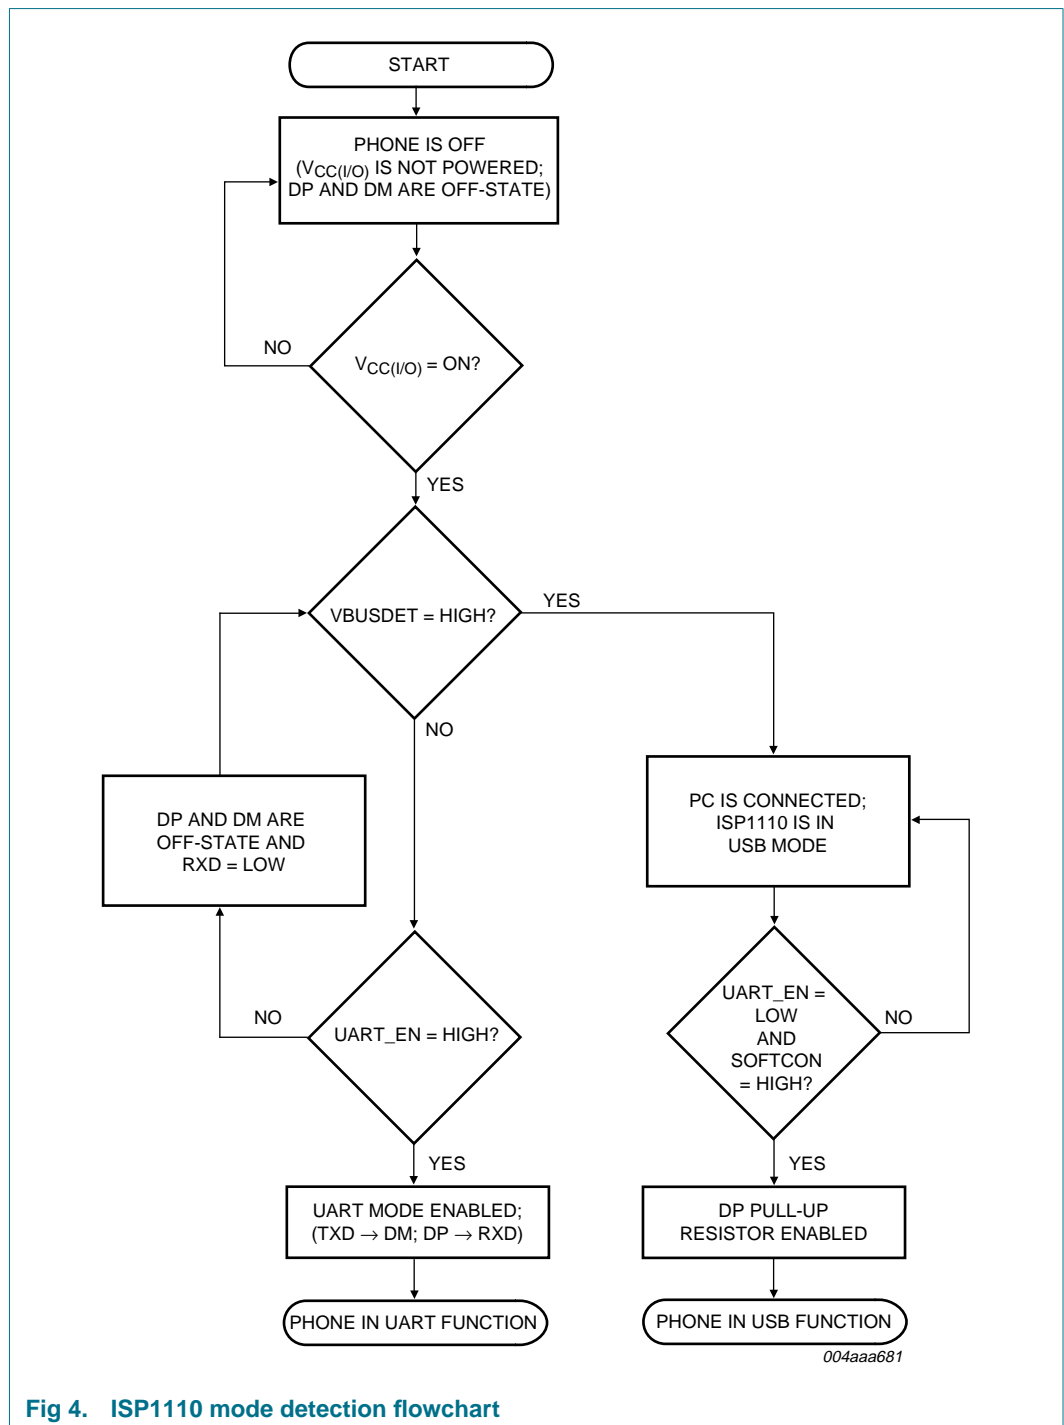 START
PHONE IS OFF
(VCC(I/O) IS NOT POWERED;
DP AND DM ARE OFF-STATE)
NO
VCC(I/O) = ON?
YES
VBUSDET = HIGH?
YES
NO
DP AND DM ARE
OFF-STATE AND
RXD = LOW
PC IS CONNECTED;
ISP1110 IS IN
USB MODE
NO
UART_EN = HIGH?
UART_EN =
LOW
AND
SOFTCON
= HIGH?
NO
YES
YES
UART MODE ENABLED;
(TXD → DM; DP → RXD)
DP PULL-UP
RESISTOR ENABLED
PHONE IN UART FUNCTION
PHONE IN USB FUNCTION
004aaa681
Fig 4. ISP1110 mode detection flowchart